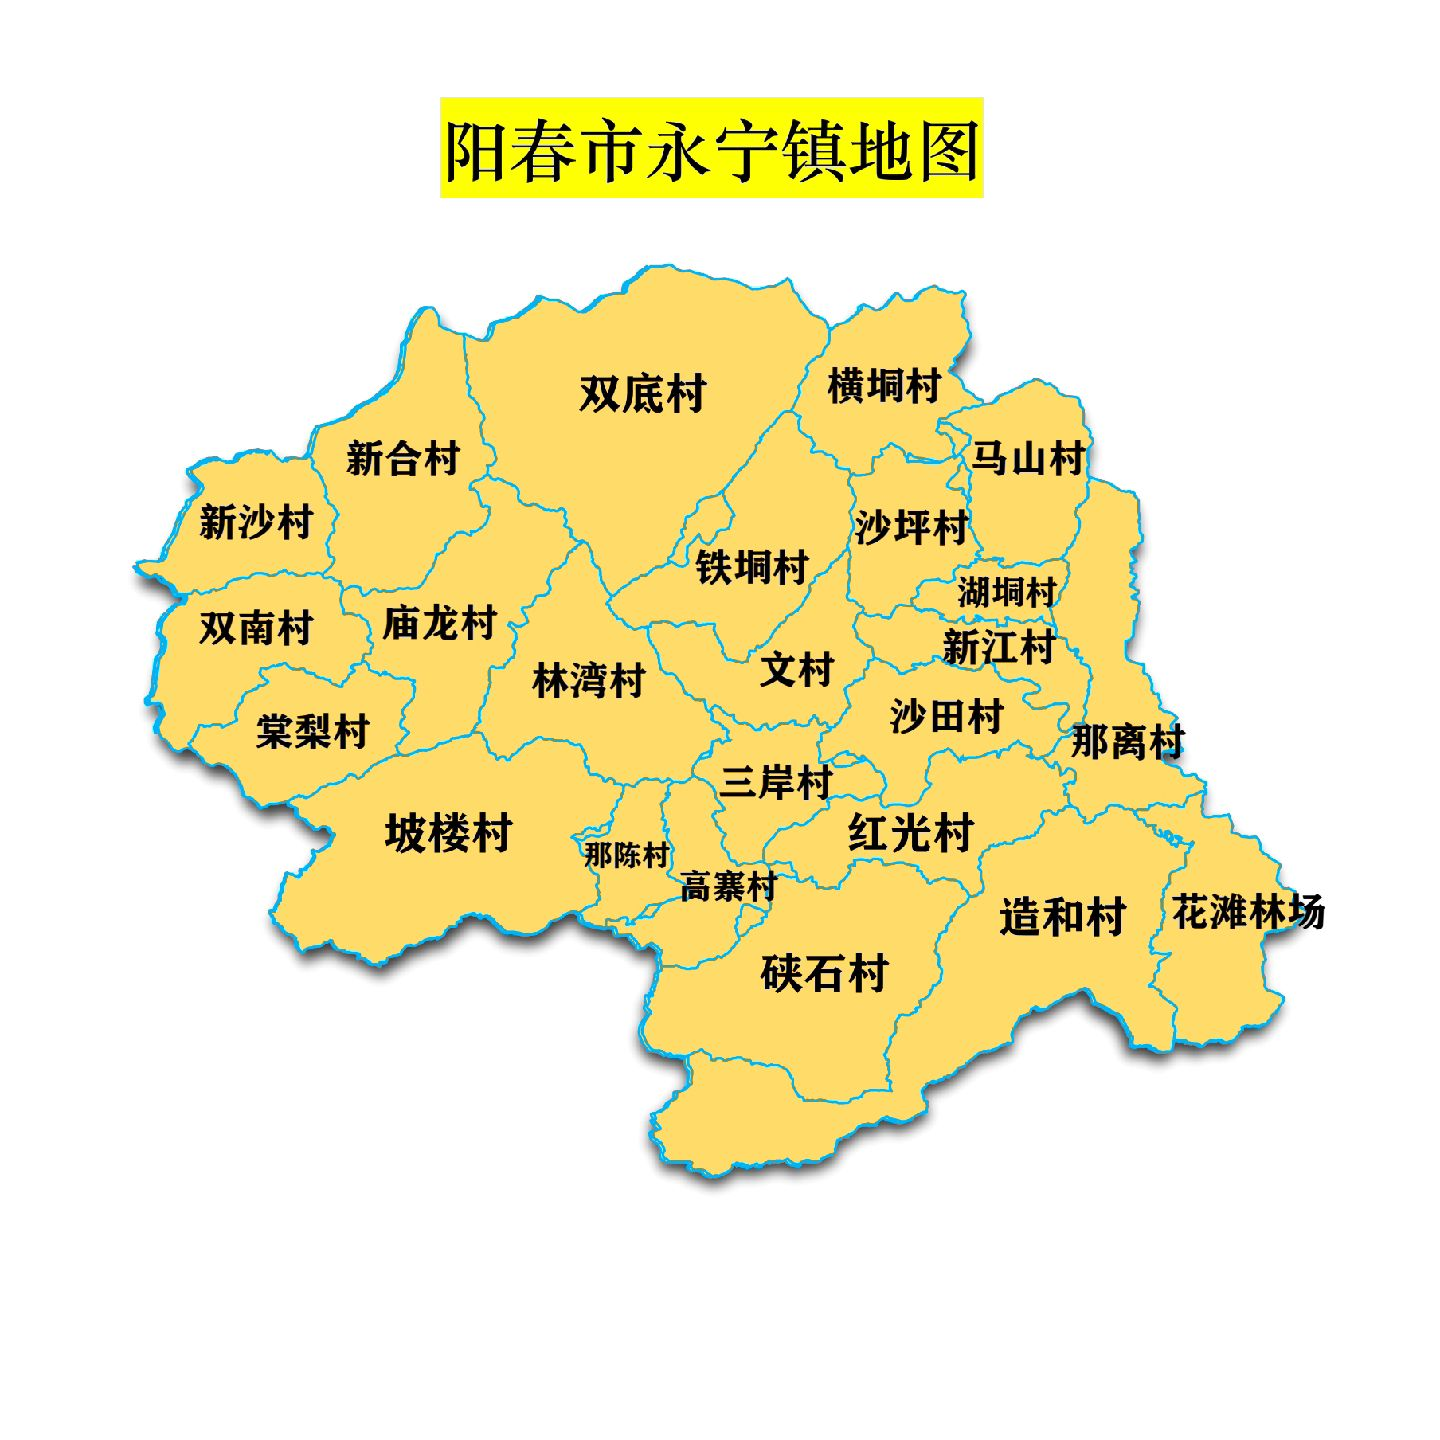 阳春市永宁镇地图
双底村
横垌村
新合村
马山村
新沙村
沙坪村
铁垌村
湖垌村
双南村
庙龙村
新江村
文村
林湾村
沙田村
棠梨村
那离村
三岸村
坡楼村
红光村
那陈村
高寨村
造和村
花滩林场
硖石村